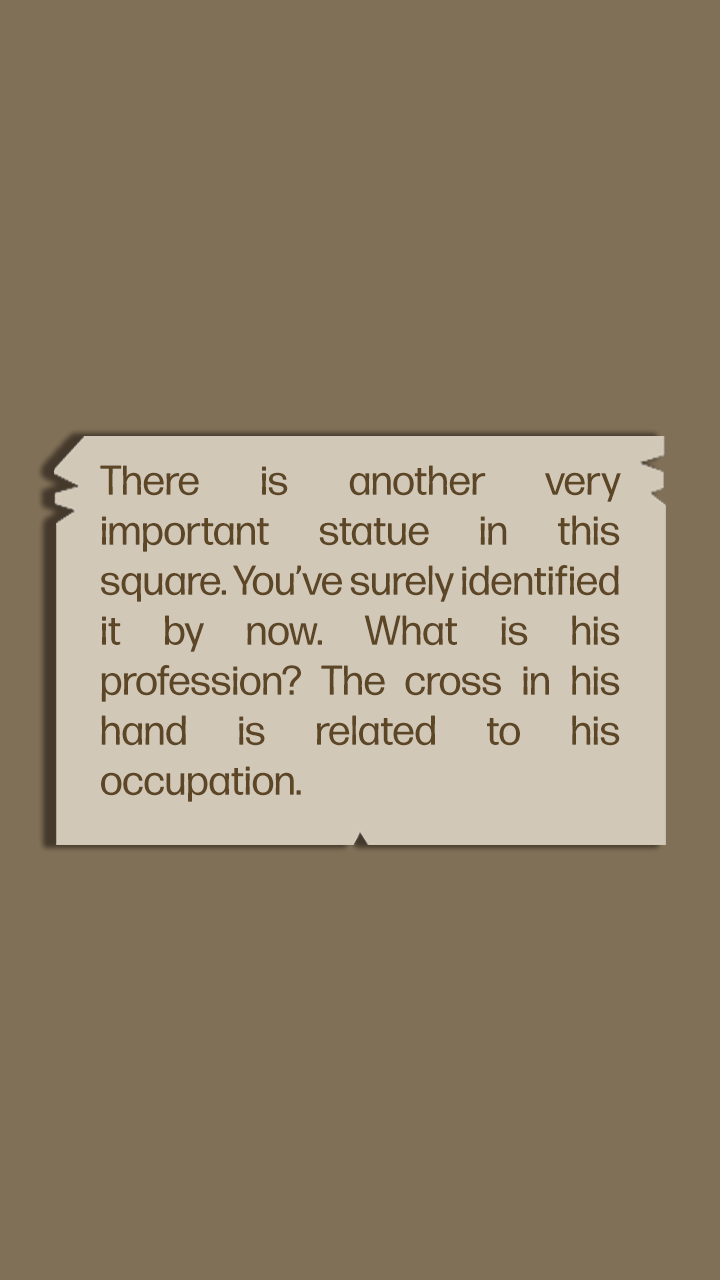 There is another very
important statue in this
square. You’ve surely identified
it by now. What is his
profession? The cross in his
hand is related to his
occupation.